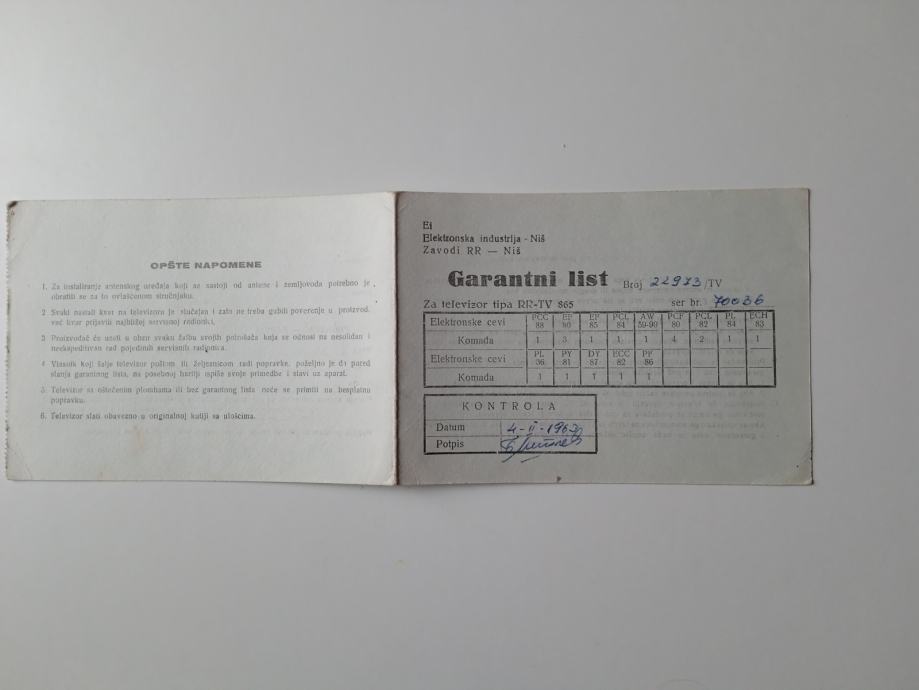 OPŠTE NAPOMENE
1. Za instaliranje antenskog uređaja koji se sastoji od antene i zemljovoda potrebno je
obratiti se za to ovlašćenom stručnjaku.
2 Svaki nastali kvar na televizoru je slučajan i zato ne treba gubiti poverenje u proizvod.
već kvar prijaviti najbližoj servisnoj radionici.
3 Proizvođač će uzeti u obzir svaku žalbu svojih potrošača koja se odnosi na nesolidan i
neekspeditivan rad pojedinih servisnih radionica.
4 Vlasnik koji šalje televizor poštom ili železnicom radi popravke, poželjno je da pored
slanja garantnog lista, na posebnoj hartiji ispiše svoje primedbe i stavi uz aparat.
5 Televizor sa oštećenim plombama ili bez garantnog lista neće se primiti na besplatnu
popravku.
6. Televizor slati obavezno u originalnoj kutiji sa ulošcima.
Ei
Elektronska industrija - Niš
Zavodi RR — Niš
Garantni list Broj 22973/TV
Za televizor tipa RR-TV 865 ser br. 70036
Elektronske cevi PCC 88 EF 80 EF 85 PCL 84 AW 59-90 PCF 80 PCL 82 PL 84 ECH 83
Komada 1 3 1 1 1 4 2 1 1
Elektronske cevi PL 36 PY 81 DY 87 ECC 82 PF 86
Komada 1 1 1 1 1
KONTROLA
Datum 4-II-1963
Potpis